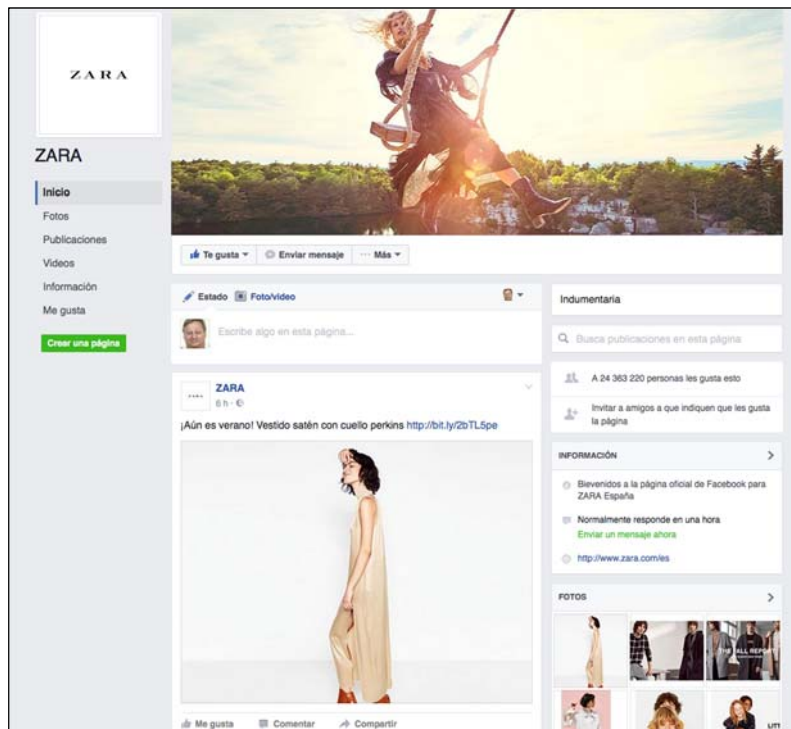 ZARA
ZARA
Inicio
Fotos
Publicaciones
Videos
Información
Me gusta
Crear una página
Te gusta
Enviar mensaje
··· Más
Estado Foto/video
Escribe algo en esta página...
ZARA
ZARA
6 h ·
¡Aún es verano! Vestido satén con cuello perkins http://bit.ly/2bTL5pe
Me gusta Comentar Compartir
Indumentaria
Busca publicaciones en esta página
A 24 363 220 personas les gusta esto
Invitar a amigos a que indiquen que les gusta
la página
INFORMACIÓN
Bievenidos a la página oficial de Facebook para
ZARA España
Normalmente responde en una hora
Enviar un mensaje ahora
http://www.zara.com/es
FOTOS
THE FALL REPORT